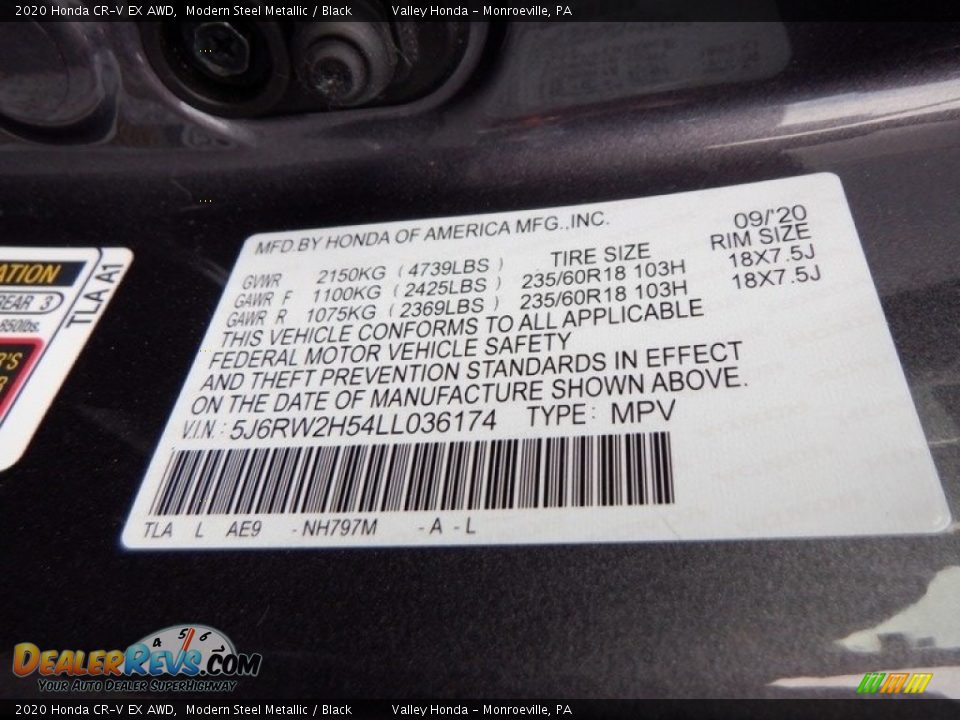 2020 Honda CR-V EX AWD, Modern Steel Metallic / Black Valley Honda - Monroeville, PA
MFD.BY HONDA OF AMERICA MFG.,INC. 09/'20
GVWR 2150KG (4739LBS) TIRE SIZE RIM SIZE
GAWR F 1100KG (2425LBS) 235/60R18 103H 18X7.5J
GAWR R 1075KG (2369LBS) 235/60R18 103H 18X7.5J
THIS VEHICLE CONFORMS TO ALL APPLICABLE
FEDERAL MOTOR VEHICLE SAFETY
AND THEFT PREVENTION STANDARDS IN EFFECT
ON THE DATE OF MANUFACTURE SHOWN ABOVE.
V.I.N.: 5J6RW2H54LL036174 TYPE: MPV
TLA L AE9 -NH797M -A -L
REAR 3
TLA A1
850lbs.
4 5 6
DEALERREVS.COM
YOUR AUTO DEALER SUPERHIGHWAY
2020 Honda CR-V EX AWD, Modern Steel Metallic / Black Valley Honda - Monroeville, PA